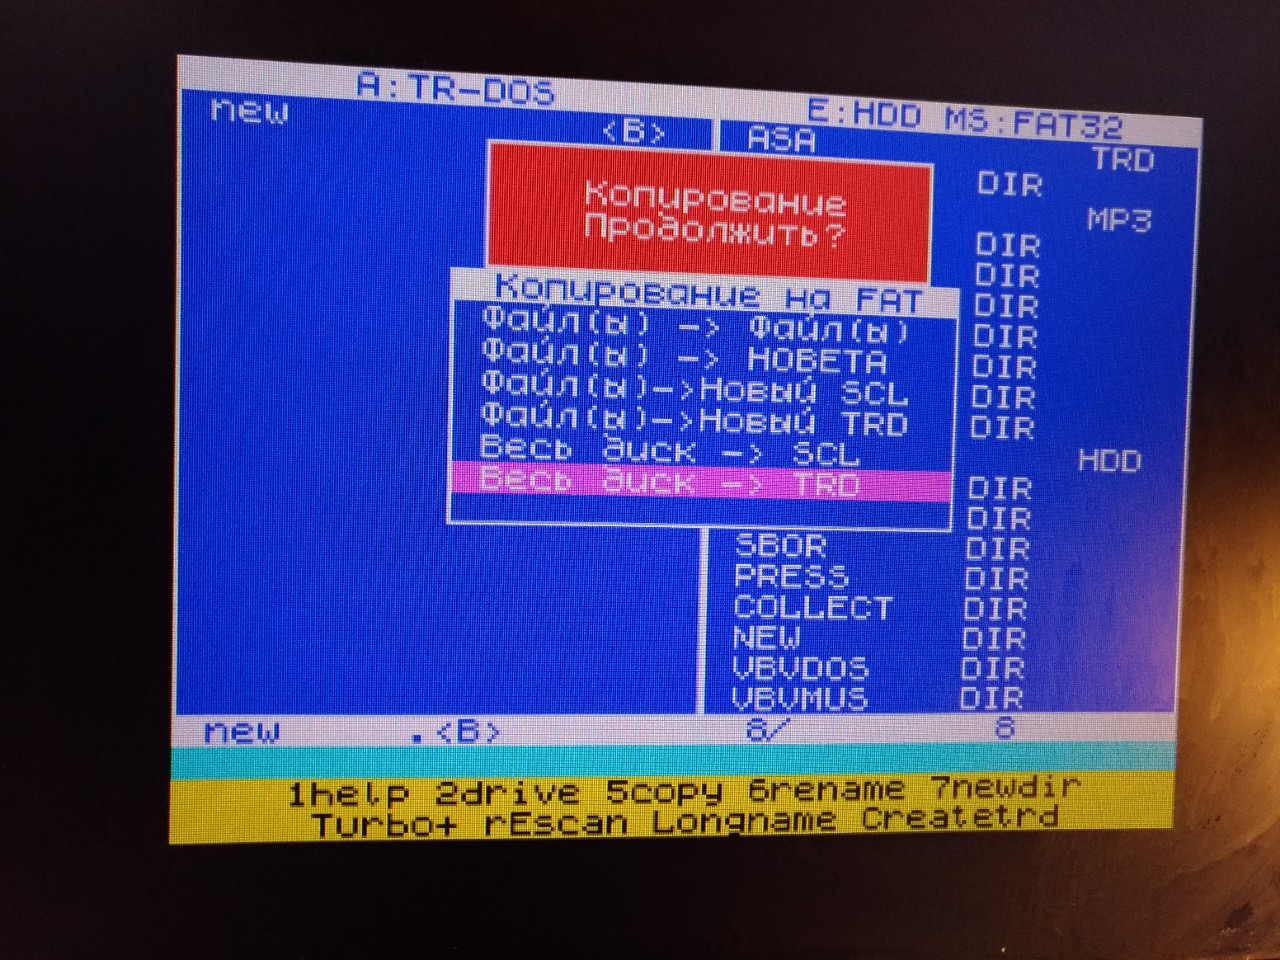 A:TR-DOS
E:HDD MS:FAT32
new <B>
ASA TRD
DIR
MP3
DIR
DIR
DIR
DIR
DIR
DIR
DIR
HDD
DIR
DIR
Копирование
Продолжить?
Копирование на FAT
Файл(ы) -> Файл(ы)
Файл(ы) -> HOBETA
Файл(ы)->Новый SCL
Файл(ы)->Новый TRD
Весь диск -> SCL
Весь диск -> TRD
SBOR DIR
PRESS DIR
COLLECT DIR
NEW DIR
VBVDOS DIR
VBVMUS DIR
new .<B> 8/ 8
1help 2drive 5copy 6rename 7newdir
Turbo+ rEscan Longname Createtrd